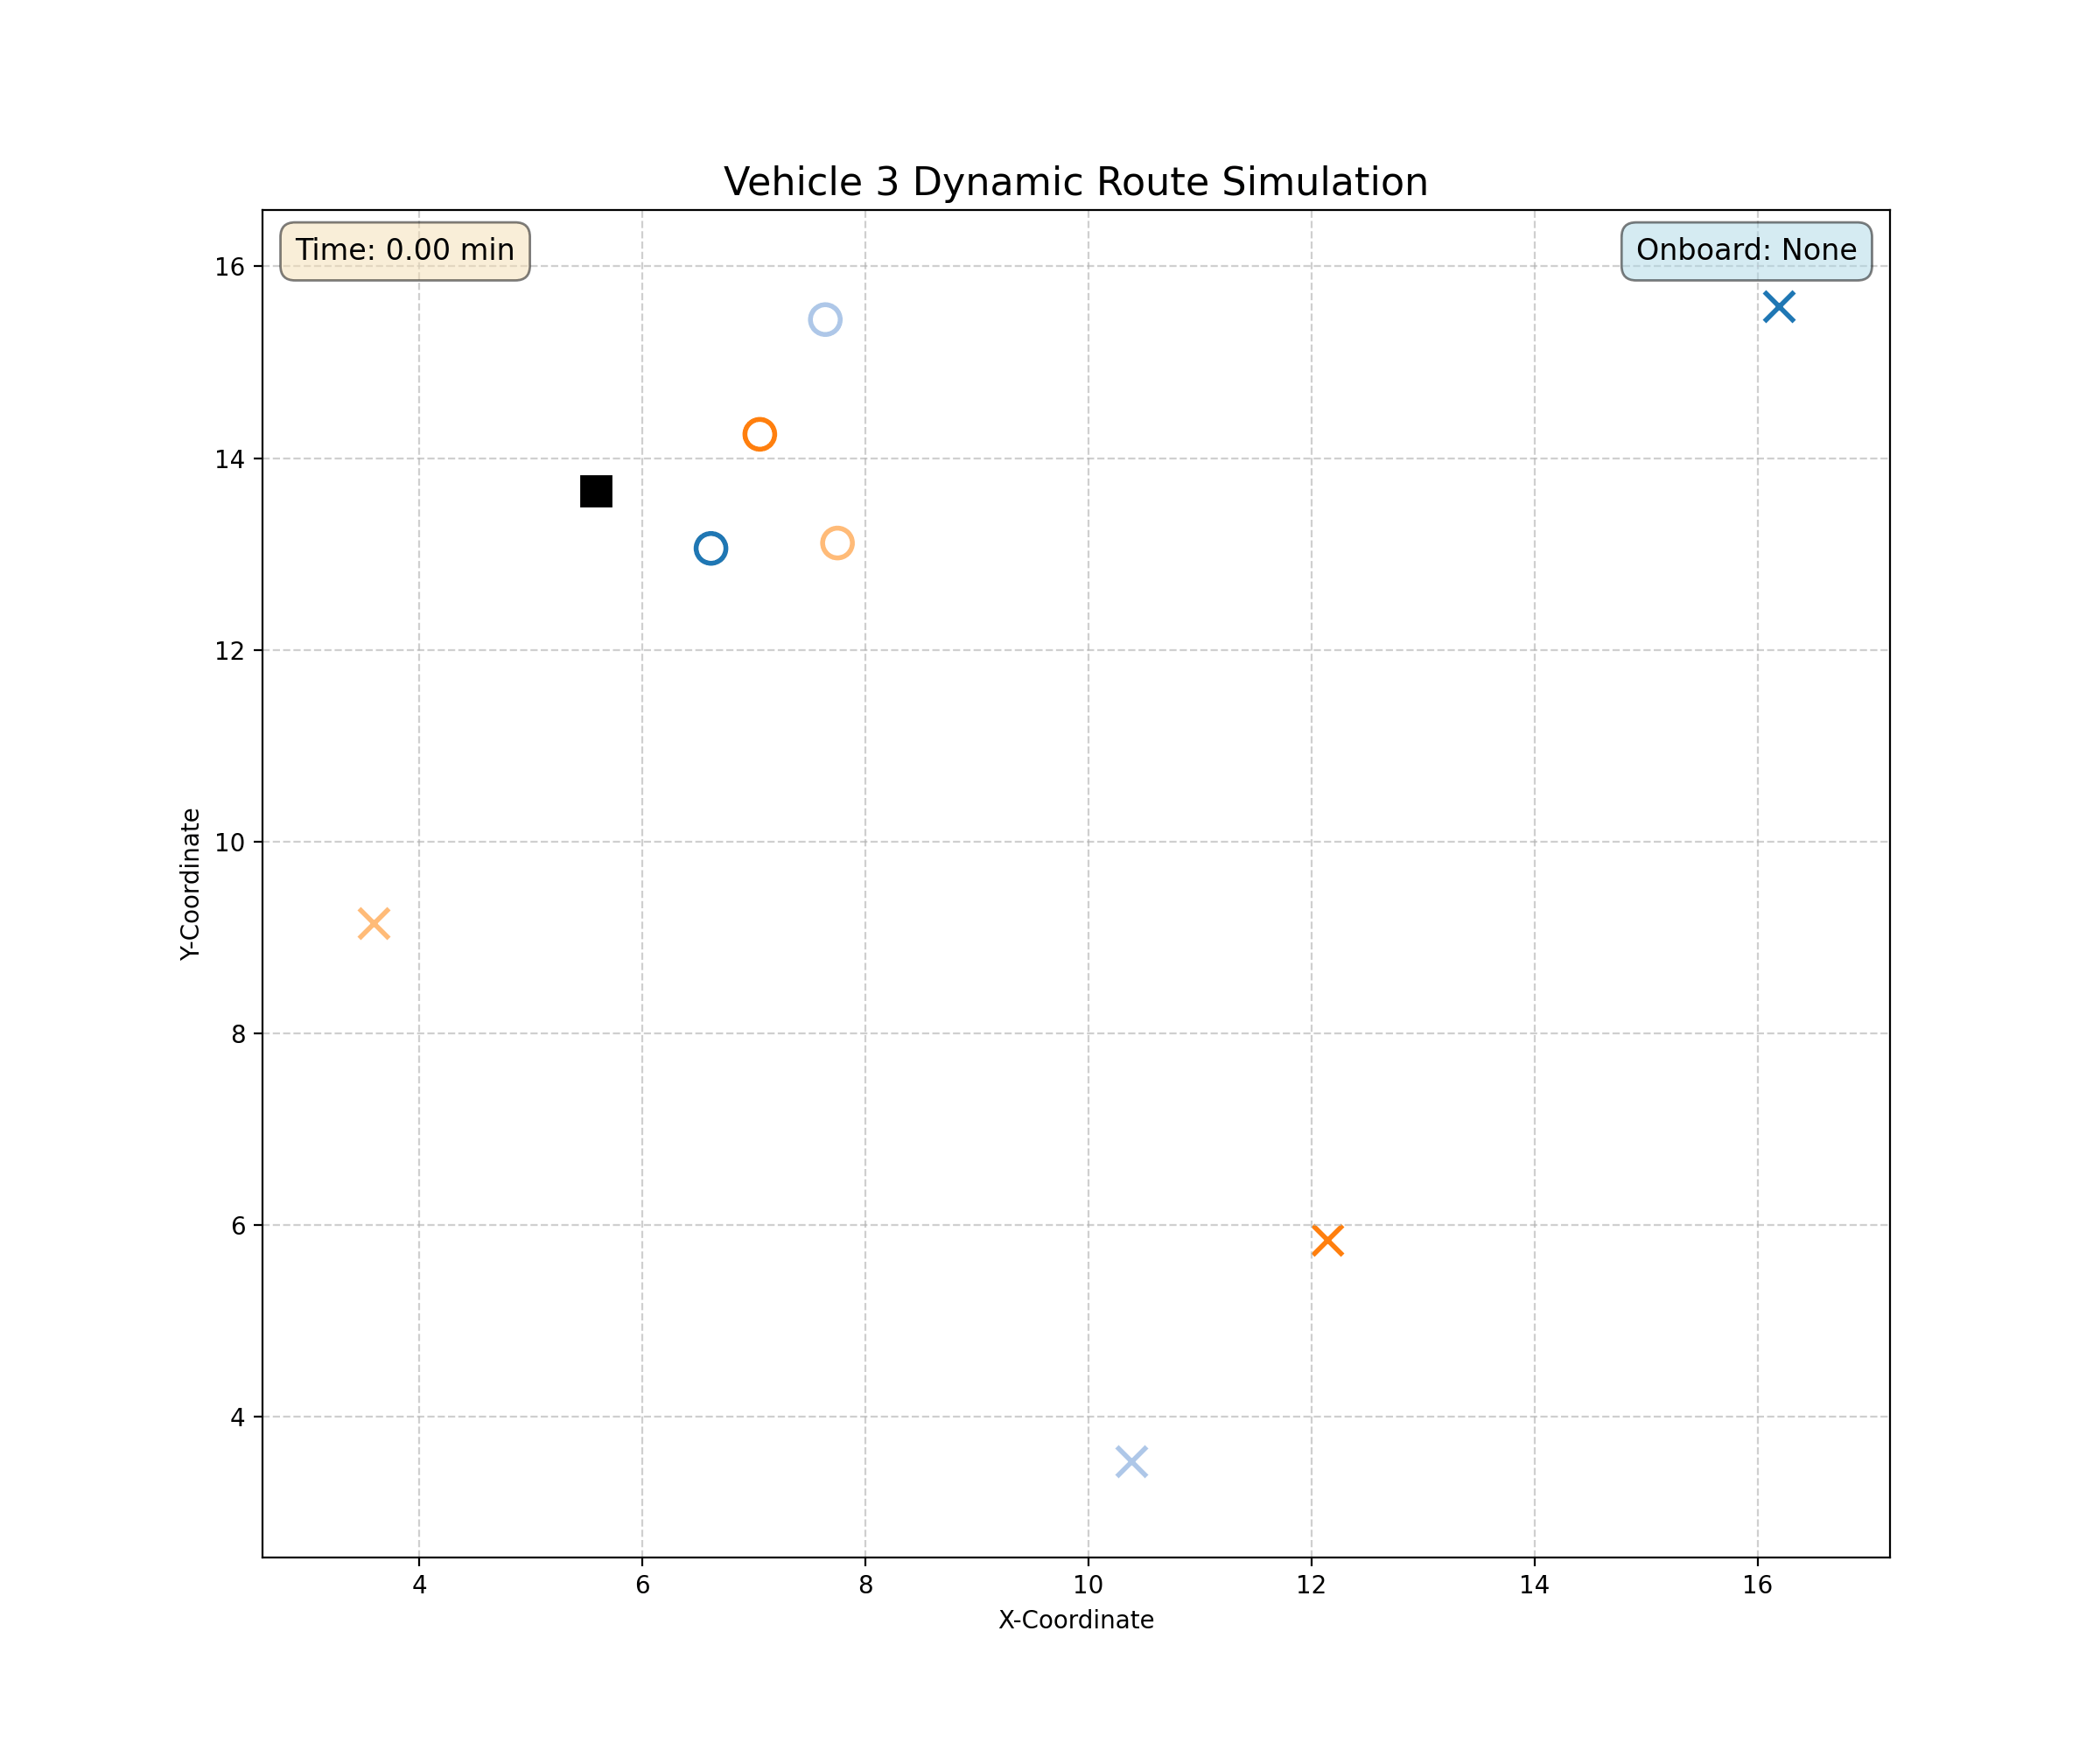 Vehicle 3 Dynamic Route Simulation
Time: 0.00 min
Onboard: None
16
14
12
10
8
6
4
Y-Coordinate
4 6 8 10 12 14 16
X-Coordinate